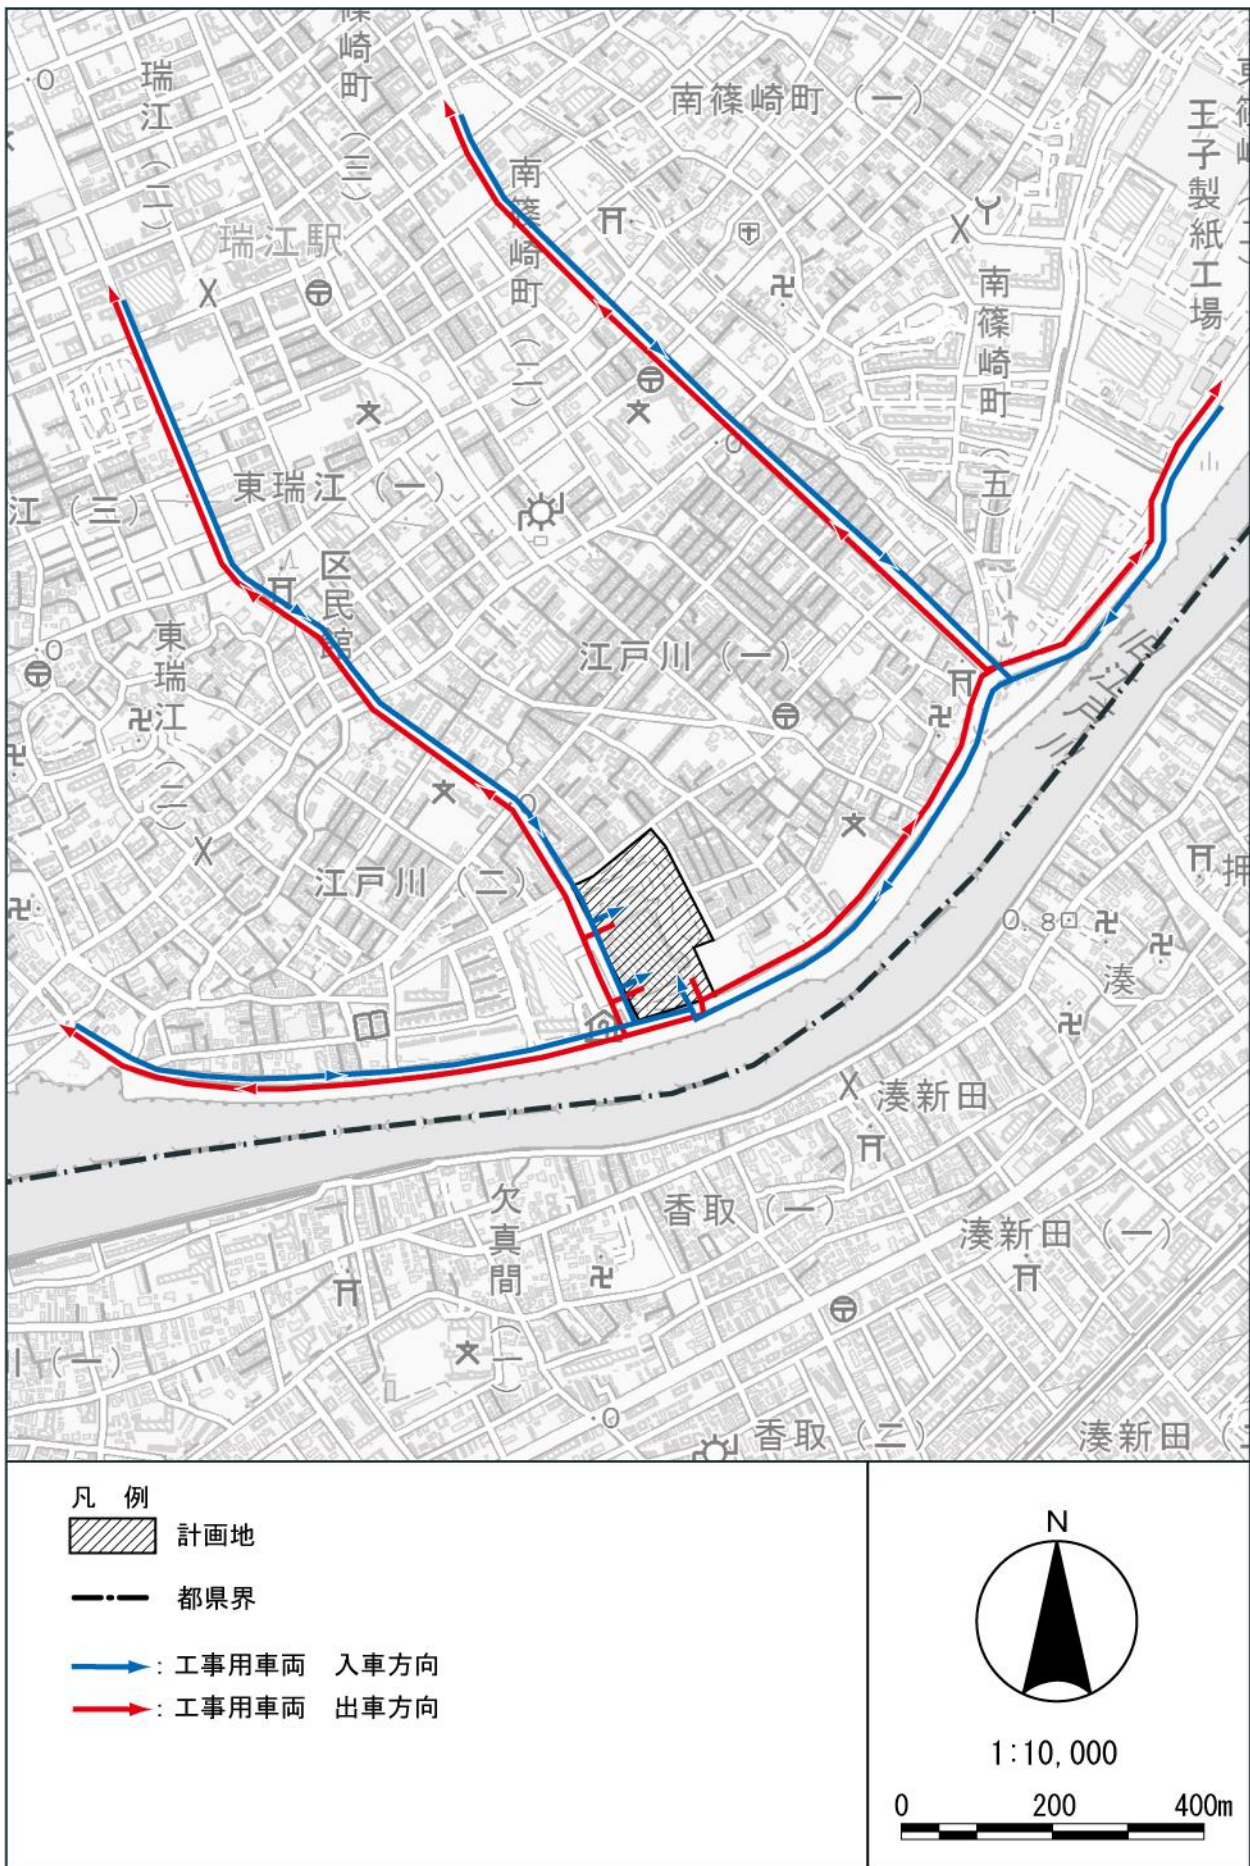 篠崎町(三)
瑞江(二)
南篠崎町(一)
王子製紙工場
南篠崎町(二)
瑞江駅
南篠崎町(五)
東瑞江(一)
江(三)
区民館
東瑞江(二)
江戸川(一)
旧江戸川
江戸川(二)
押
0.8
湊
湊新田
欠真間(一)
香取(一)
湊新田(一)
川(一)
香取(二)
湊新田
凡 例
計画地
都県界
:工事用車両 入車方向
:工事用車両 出車方向
N
1:10,000
0 200 400m